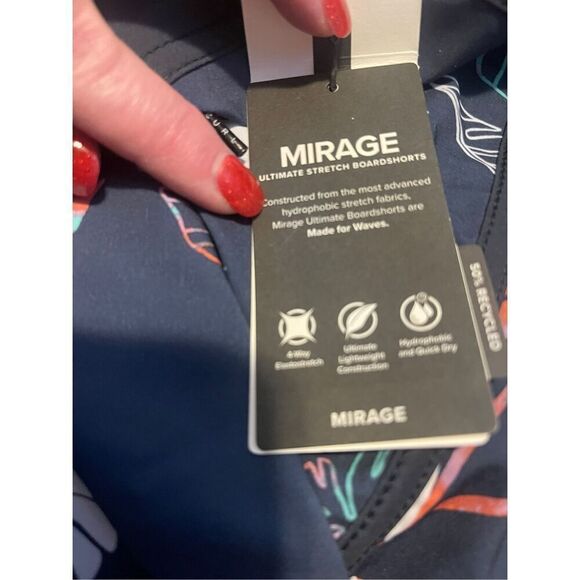 MIRAGE
ULTIMATE STRETCH BOARDSHORTS
Constructed from the most advanced
hydrophobic stretch fabrics,
Mirage Ultimate Boardshorts are
Made for Waves.
4-Way
Ultimate
Lightweight
Construction
Hydrophobic
and Quick Dry
MIRAGE
50% RECYCLED
CURL